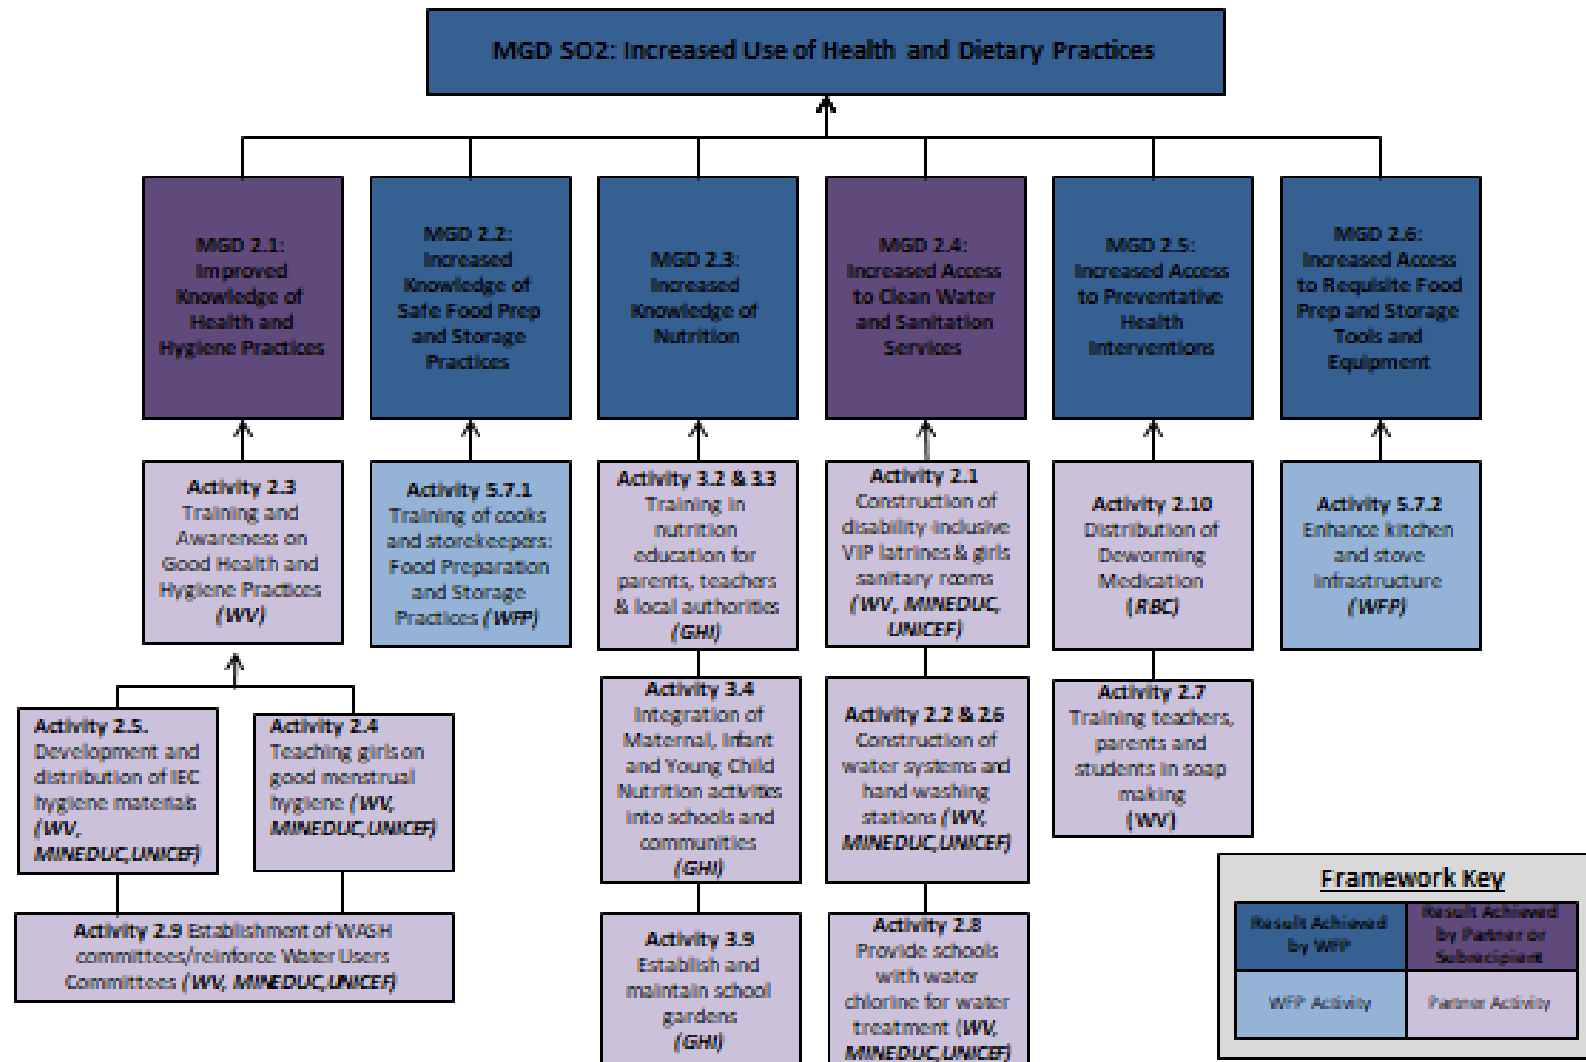 MGD SO2: Increased Use of Health and Dietary Practices
MGD 2.1:
Improved
Knowledge of
Health and
Hygiene Practices
MGD 2.2:
Increased
Knowledge of
Safe Food Prep
and Storage
Practices
MGD 2.3:
Increased
Knowledge of
Nutrition
MGD 2.4:
Increased Access
to Clean Water
and Sanitation
Services
MGD 2.5:
Increased Access
to Preventative
Health
Interventions
MGD 2.6:
Increased Access
to Requisite Food
Prep and Storage
Tools and
Equipment
Activity 2.3
Training and
Awareness on
Good Health and
Hygiene Practices
(WV)
Activity 5.7.1
Training of cooks
and storekeepers:
Food Preparation
and Storage
Practices (WFP)
Activity 3.2 & 3.3
Training in
nutrition
education for
parents, teachers
& local authorities
(GHI)
Activity 2.1
Construction of
disability-inclusive
VIP latrines & girls
sanitary rooms
(WV, MINEDUC,
UNICEF)
Activity 2.10
Distribution of
Deworming
Medication
(RBC)
Activity 5.7.2
Enhance kitchen
and stove
infrastructure
(WFP)
Activity 2.5.
Development and
distribution of IEC
hygiene materials
(WV,
MINEDUC,UNICEF)
Activity 2.4
Teaching girls on
good menstrual
hygiene (WV,
MINEDUC,UNICEF)
Activity 3.4
Integration of
Maternal, Infant
and Young Child
Nutrition activities
into schools and
communities
(GHI)
Activity 2.2 & 2.6
Construction of
water systems and
hand-washing
stations (WV,
MINEDUC,UNICEF)
Activity 2.7
Training teachers,
parents and
students in soap
making
(WV)
Activity 2.9 Establishment of WASH
committees/reinforce Water Users
Committees (WV, MINEDUC,UNICEF)
Activity 3.9
Establish and
maintain school
gardens
(GHI)
Activity 2.8
Provide schools
with water
chlorine for water
treatment (WV,
MINEDUC,UNICEF)
Framework Key
Result Achieved
by WFP
Result Achieved
by Partner or
Subrecipient
WFP Activity
Partner Activity